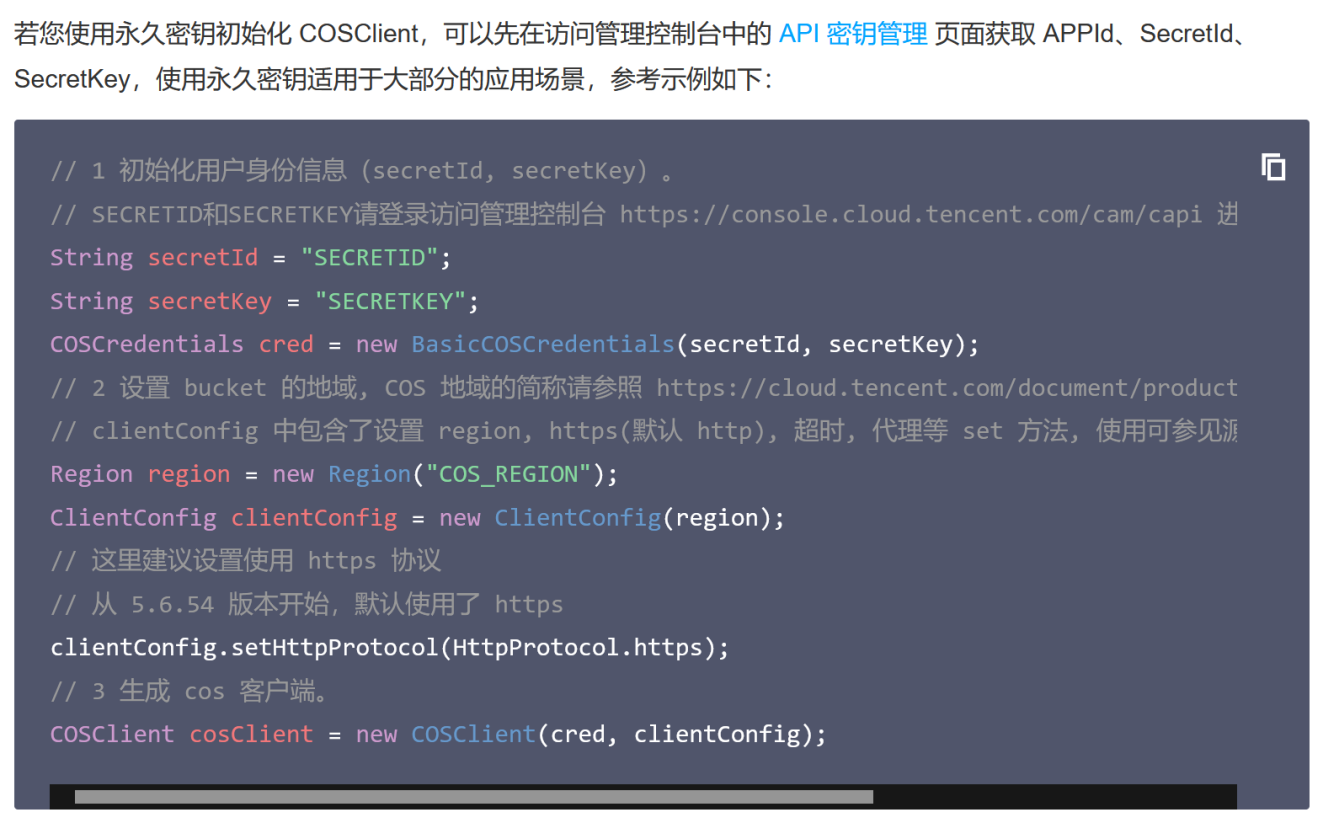 若您使用永久密钥初始化 COSClient，可以先在访问管理控制台中的 API 密钥管理 页面获取 APPId、SecretId、
SecretKey，使用永久密钥适用于大部分的应用场景，参考示例如下：
// 1 初始化用户身份信息（secretId, secretKey）。
// SECRETID和SECRETKEY请登录访问管理控制台 https://console.cloud.tencent.com/cam/capi 进
String secretId = "SECRETID";
String secretKey = "SECRETKEY";
COSCredentials cred = new BasicCOSCredentials(secretId, secretKey);
// 2 设置 bucket 的地域, COS 地域的简称请参照 https://cloud.tencent.com/document/product
// clientConfig 中包含了设置 region, https(默认 http), 超时, 代理等 set 方法, 使用可参见源
Region region = new Region("COS_REGION");
ClientConfig clientConfig = new ClientConfig(region);
// 这里建议设置使用 https 协议
// 从 5.6.54 版本开始，默认使用了 https
clientConfig.setHttpProtocol(HttpProtocol.https);
// 3 生成 cos 客户端。
COSClient cosClient = new COSClient(cred, clientConfig);